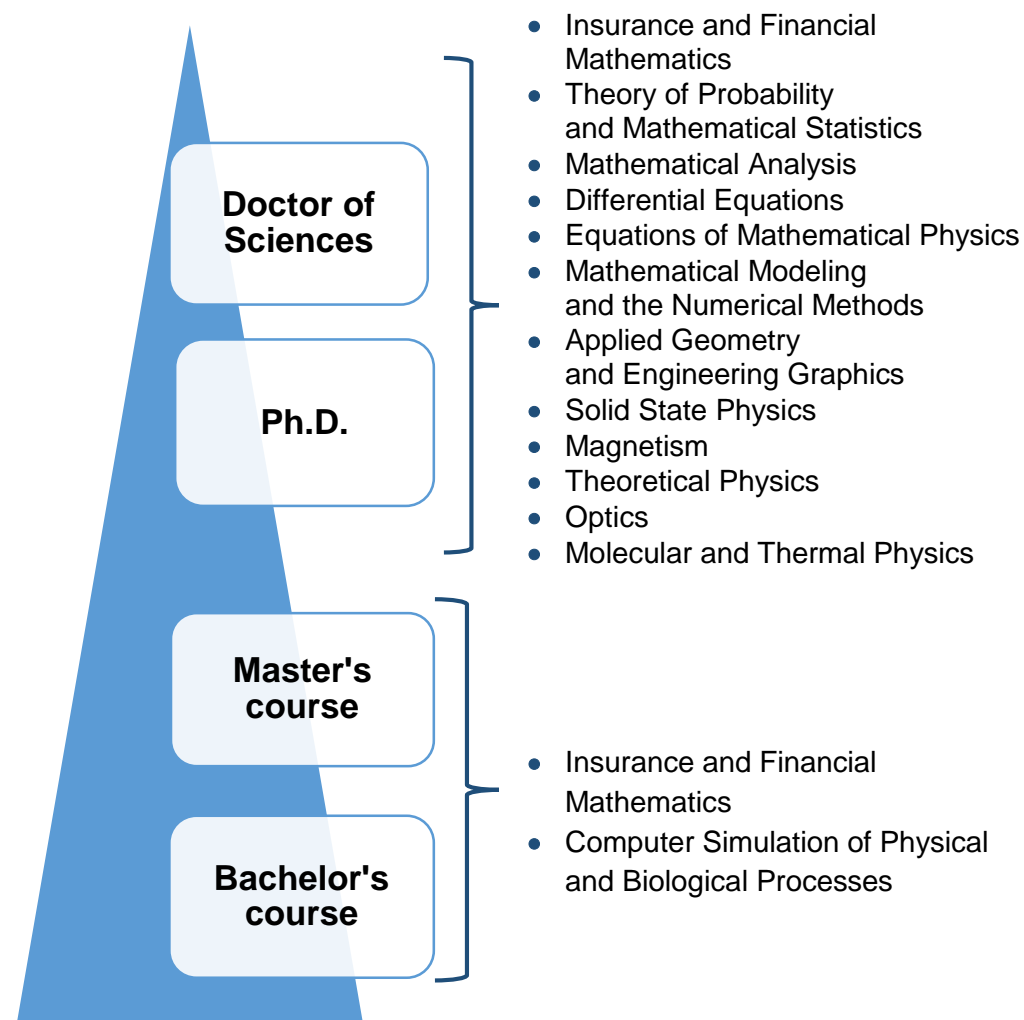 Doctor of
Sciences
Ph.D.
• Insurance and Financial
Mathematics
• Theory of Probability
and Mathematical Statistics
• Mathematical Analysis
• Differential Equations
• Equations of Mathematical Physics
• Mathematical Modeling
and the Numerical Methods
• Applied Geometry
and Engineering Graphics
• Solid State Physics
• Magnetism
• Theoretical Physics
• Optics
• Molecular and Thermal Physics
Master's
course
Bachelor's
course
• Insurance and Financial
Mathematics
• Computer Simulation of Physical
and Biological Processes